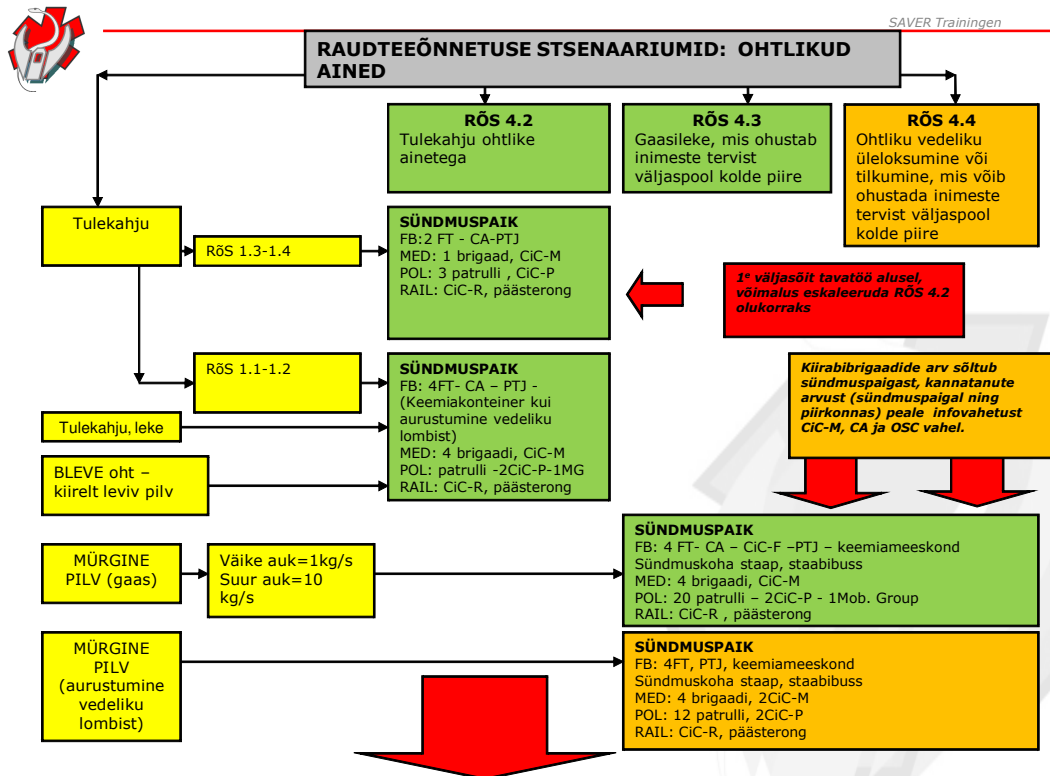 SAVER Trainingen
RAUDTEEÕNNETUSE STSENAARIUMID: OHTLIKUD
AINED
RÕS 4.2
Tulekahju ohtlike
ainetega
RÕS 4.3
Gaasileke, mis ohustab
inimeste tervist
väljaspool kolde piire
RÕS 4.4
Ohtliku vedeliku
üleloksumine või
tilkumine, mis võib
ohustada inimeste
tervist väljaspool
kolde piire
Tulekahju
RõS 1.3-1.4
SÜNDMUSPAIK
FB:2 FT - CA-PTJ
MED: 1 brigaad, CiC-M
POL: 3 patrulli , CiC-P
RAIL: CiC-R, päästerong
1e väljasõit tavatöö alusel,
võimalus eskaleeruda RÕS 4.2
olukorraks
RõS 1.1-1.2
SÜNDMUSPAIK
FB: 4FT- CA – PTJ -
(Keemiakonteiner kui
aurustumine vedeliku
lombist)
MED: 4 brigaadi, CiC-M
POL: patrulli -2CiC-P-1MG
RAIL: CiC-R, päästerong
Kiirabibrigaadide arv sõltub
sündmuspaigast, kannatanute
arvust (sündmuspaigal ning
piirkonnas) peale infovahetust
CiC-M, CA ja OSC vahel.
Tulekahju, leke
BLEVE oht –
kiirelt leviv pilv
MÜRGINE
PILV (gaas)
Väike auk=1kg/s
Suur auk=10
kg/s
SÜNDMUSPAIK
FB: 4 FT- CA – CiC-F –PTJ – keemiameeskond
Sündmuskoha staap, staabibuss
MED: 4 brigaadi, CiC-M
POL: 20 patrulli – 2CiC-P - 1Mob. Group
RAIL: CiC-R , päästerong
MÜRGINE
PILV
(aurustumine
vedeliku
lombist)
SÜNDMUSPAIK
FB: 4FT, PTJ, keemiameeskond
Sündmuskoha staap, staabibuss
MED: 4 brigaadi, 2CiC-M
POL: 12 patrulli, 2CiC-P
RAIL: CiC-R, päästerong